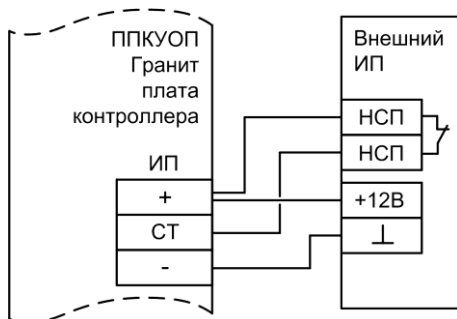 ППКУОП
Гранит
плата
контроллера
ИП
+
СТ
-
Внешний
ИП
НСП
НСП
+12В
⊥